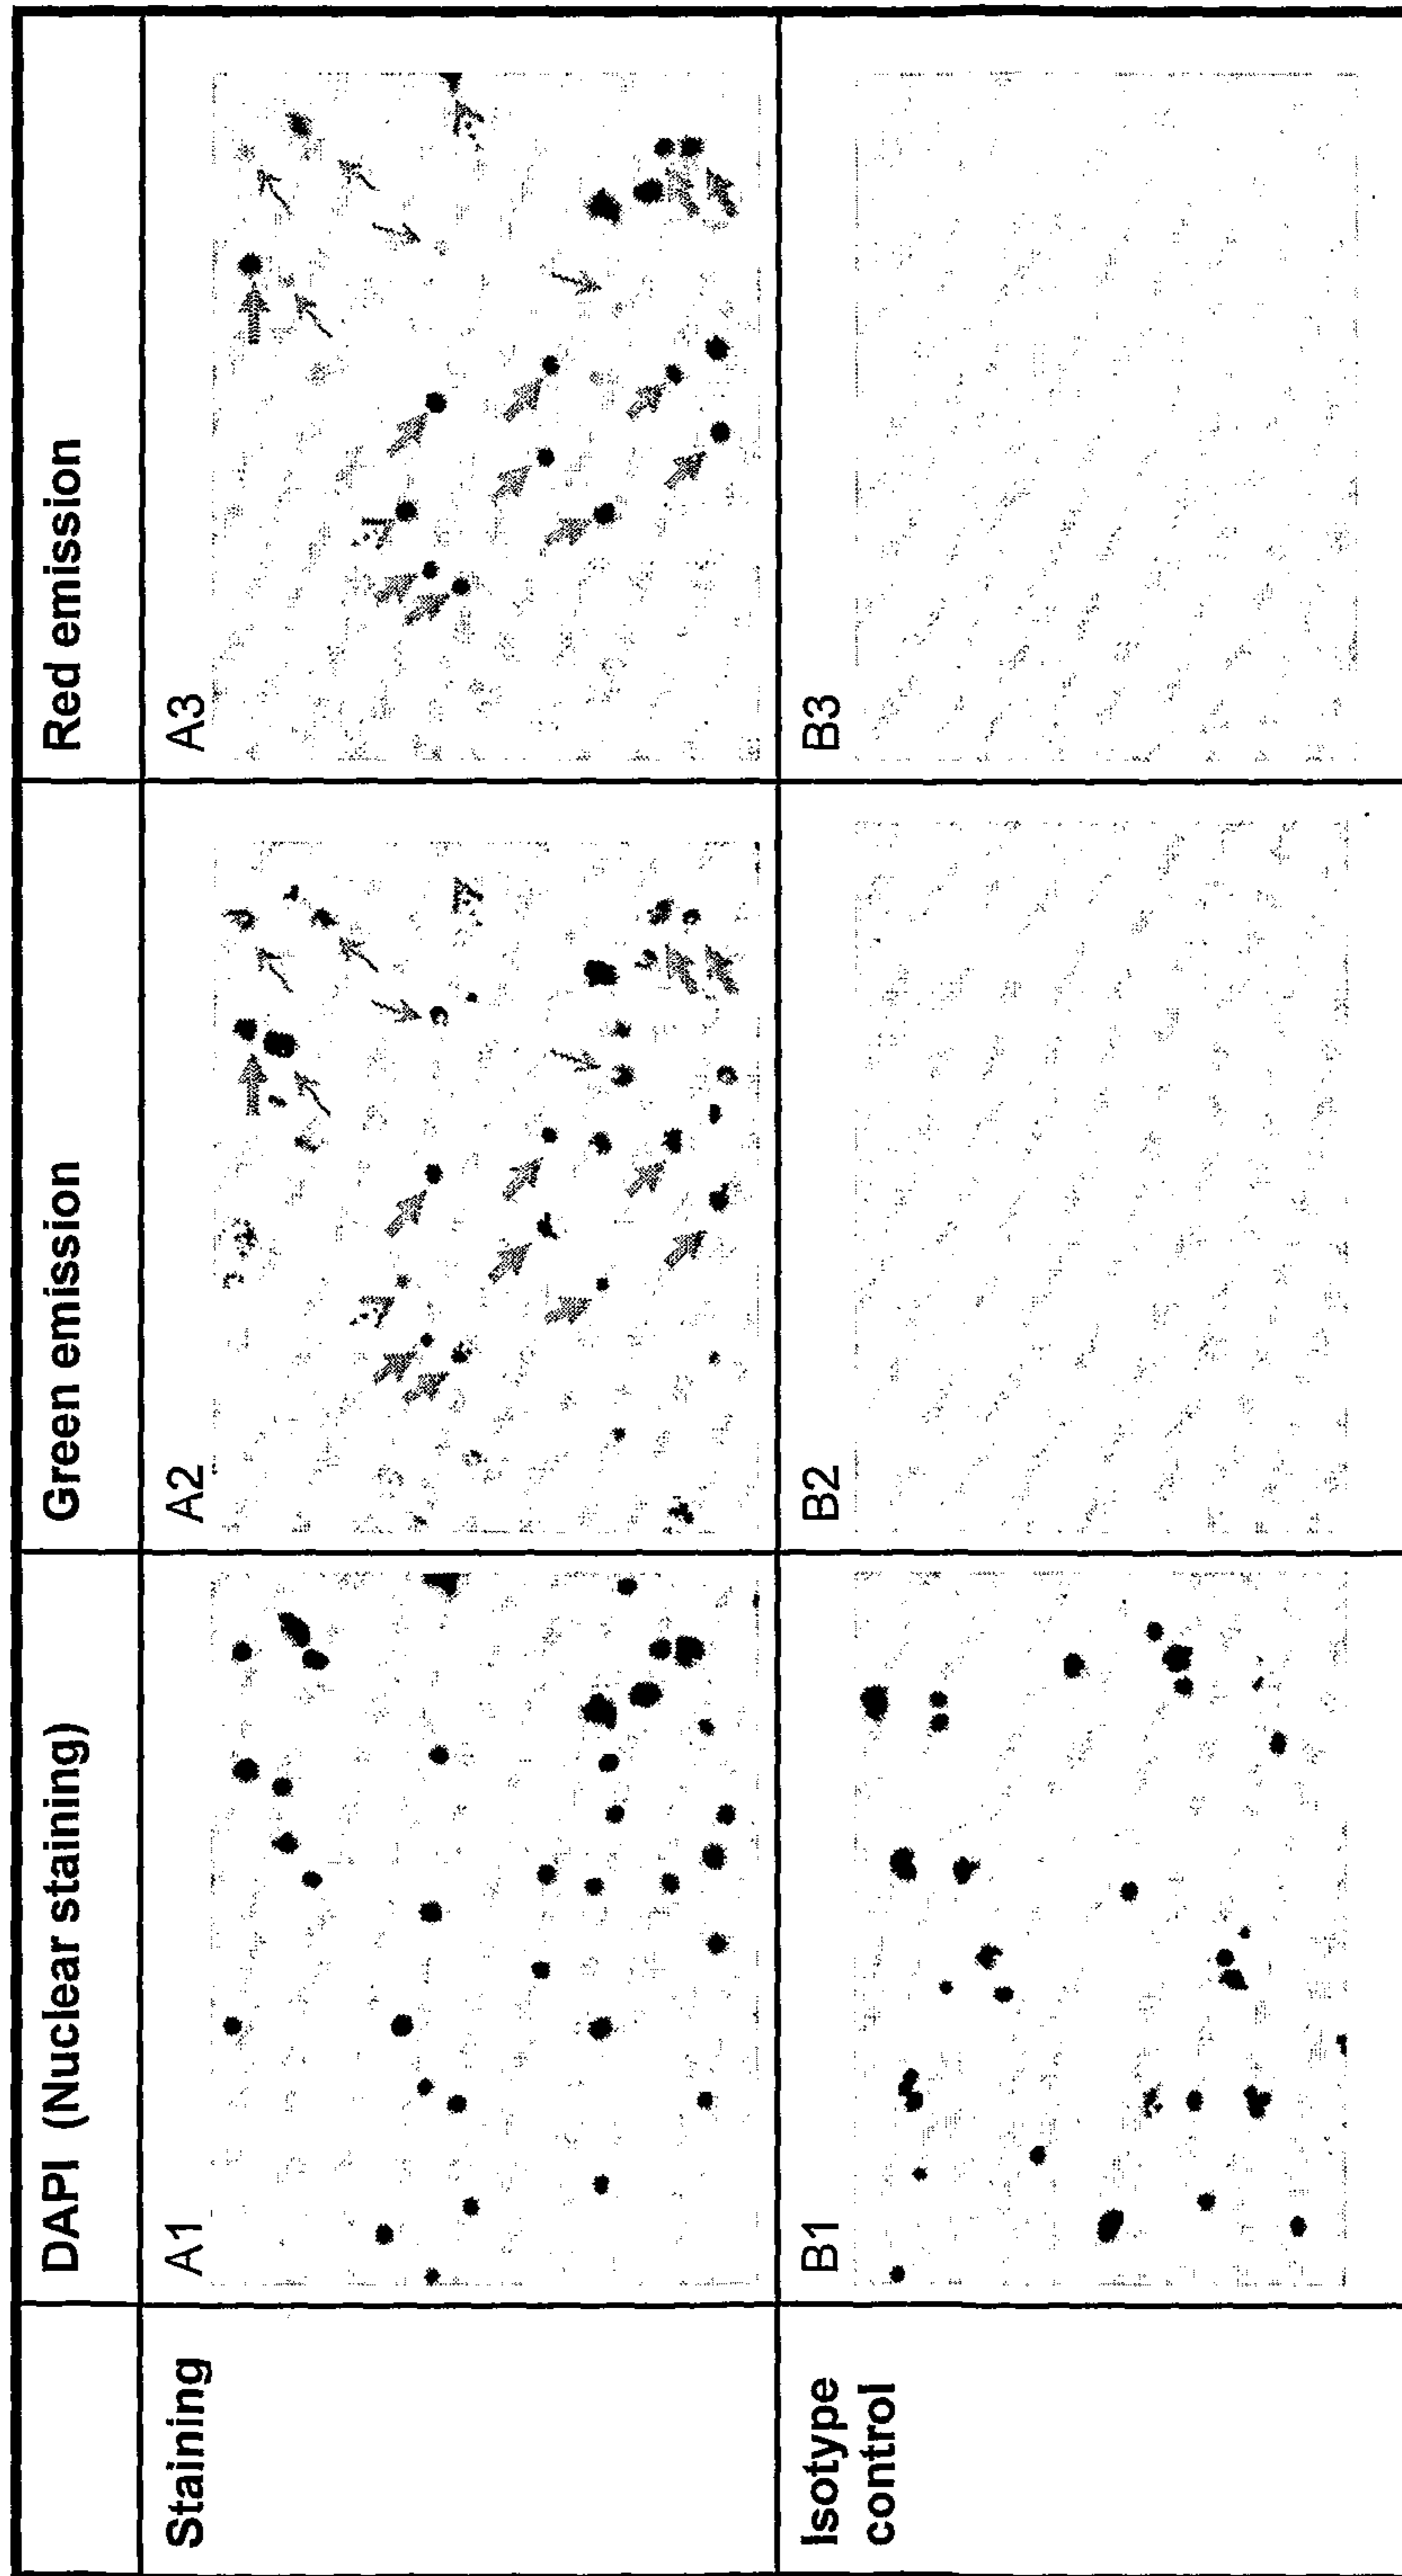 DAPI (Nuclear staining)
Green emission
Red emission
Staining
A1
A2
A3
Isotype
control
B1
B2
B3